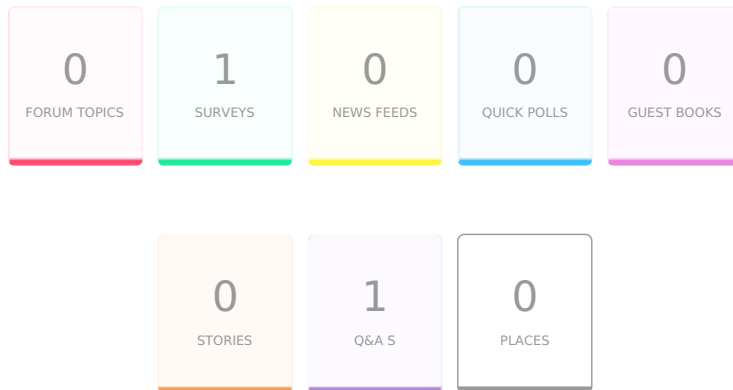 0 1 0 0 0
FORUM TOPICS SURVEYS NEWS FEEDS QUICK POLLS GUEST BOOKS
0 1 0
STORIES Q&A S PLACES